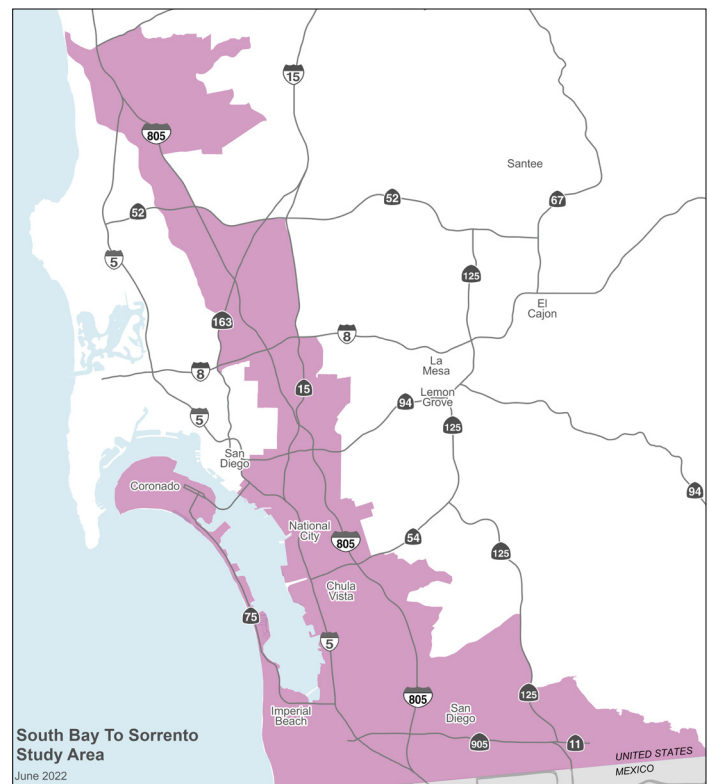 15
805
Santee
52
52
67
5
125
El
Cajon
163
8
La
Mesa
8
15
Lemon
Grove
94
5
125
San
Diego
Coronado
94
National
City
54
805
125
Chula
Vista
75
5
125
805
San
Diego
Imperial
Beach
905
11
South Bay To Sorrento
Study Area
June 2022
UNITED STATES
MEXICO